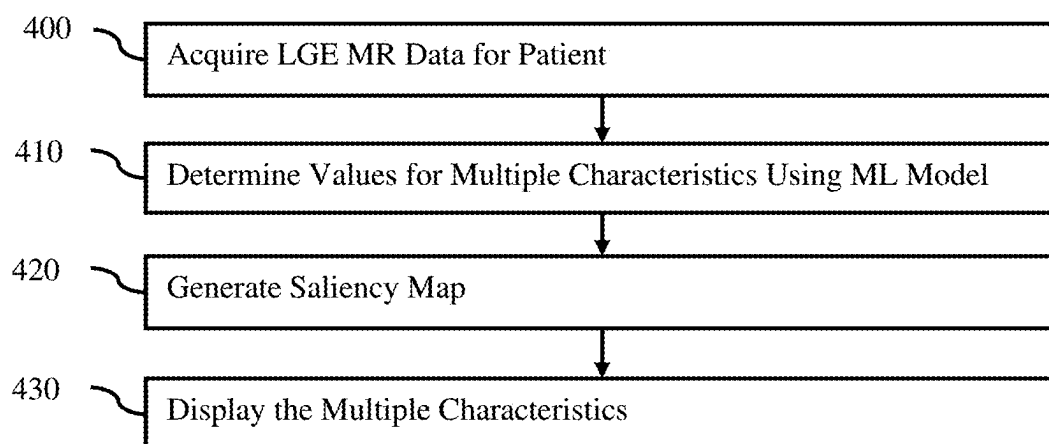 400
Acquire LGE MR Data for Patient
410
Determine Values for Multiple Characteristics Using ML Model
420
Generate Saliency Map
430
Display the Multiple Characteristics